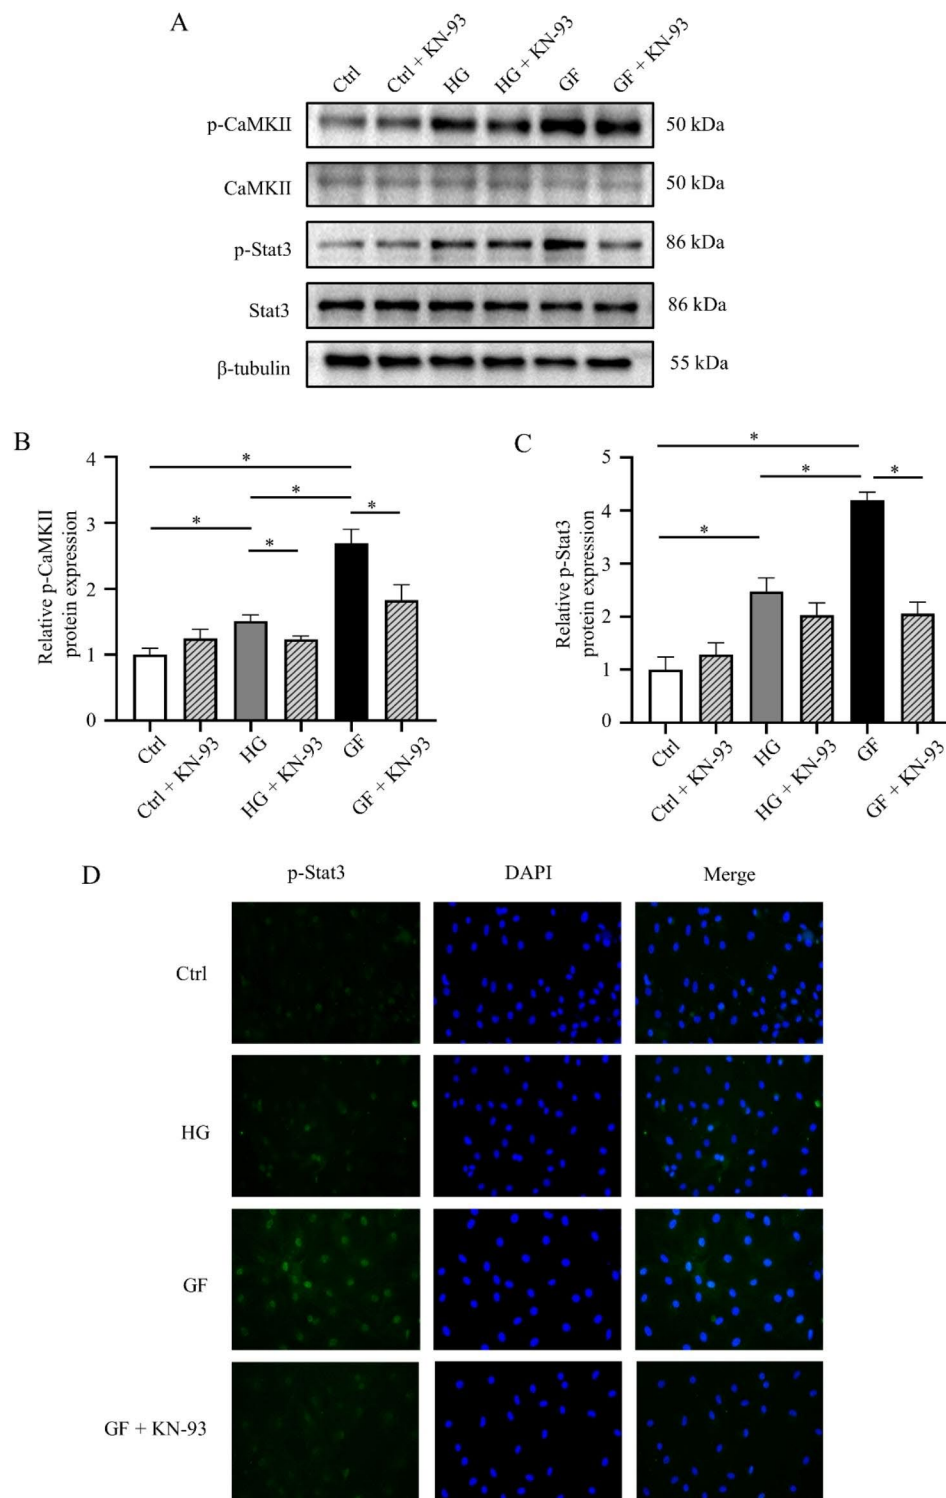 A
Ctrl
Ctrl + KN-93
HG
HG + KN-93
GF
GF + KN-93
p-CaMKII
50 kDa
CaMKII
50 kDa
p-Stat3
86 kDa
Stat3
86 kDa
β-tubulin
55 kDa
B
Relative p-CaMKII
protein expression
4
3
2
1
0
*
*
*
*
*
Ctrl
Ctrl + KN-93
HG
HG + KN-93
GF
GF + KN-93
C
Relative p-Stat3
protein expression
5
4
3
2
1
0
*
*
*
*
Ctrl
Ctrl + KN-93
HG
HG + KN-93
GF
GF + KN-93
D
p-Stat3
DAPI
Merge
Ctrl
HG
GF
GF + KN-93